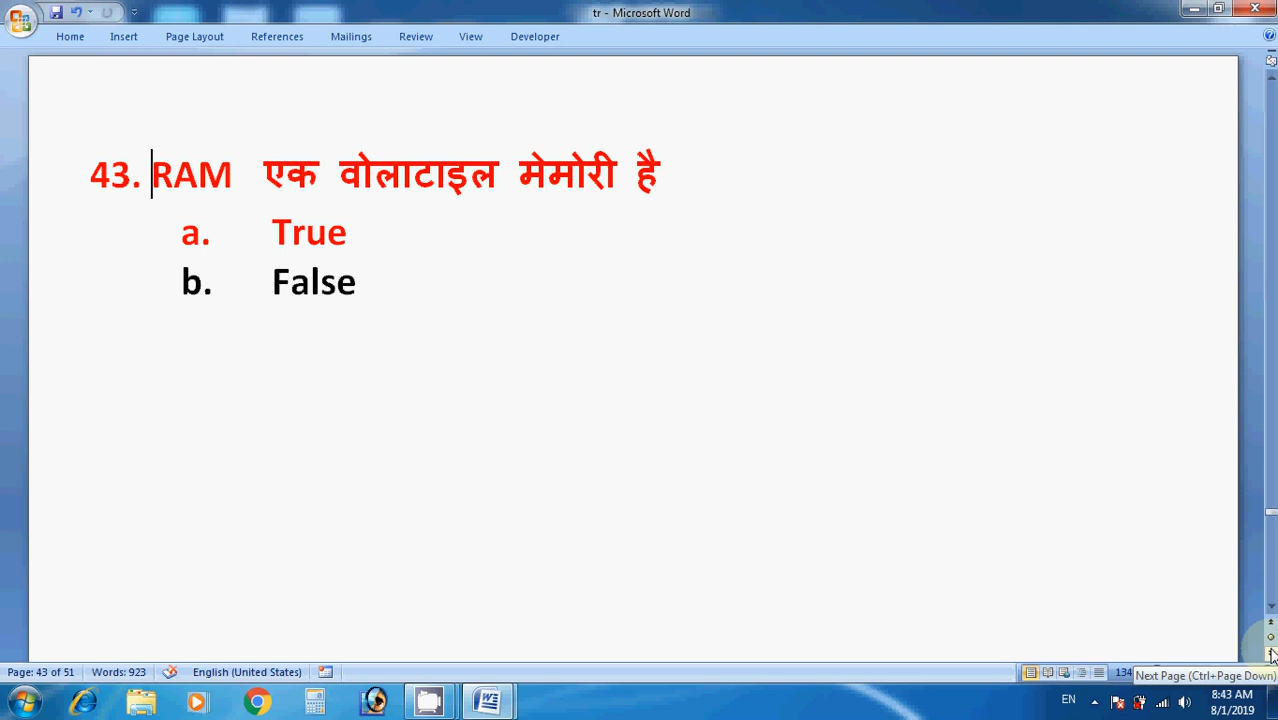 tr - Microsoft Word
Home Insert Page Layout References Mailings Review View Developer
43. RAM एक वोलाटाइल मेमोरी है
a. True
b. False
Page: 43 of 51 Words: 923 English (United States) 134
Next Page (Ctrl+Page Down)
EN 8:43 AM
8/1/2019